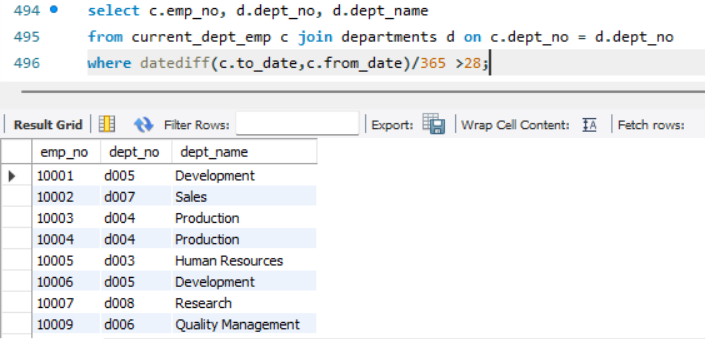 494 select c.emp_no, d.dept_no, d.dept_name
495 from current_dept_emp c join departments d on c.dept_no = d.dept_no
496 where datediff(c.to_date,c.from_date)/365 >28;
Result Grid Filter Rows: Export: Wrap Cell Content: Fetch rows:
emp_no dept_no dept_name
10001 d005 Development
10002 d007 Sales
10003 d004 Production
10004 d004 Production
10005 d003 Human Resources
10006 d005 Development
10007 d008 Research
10009 d006 Quality Management